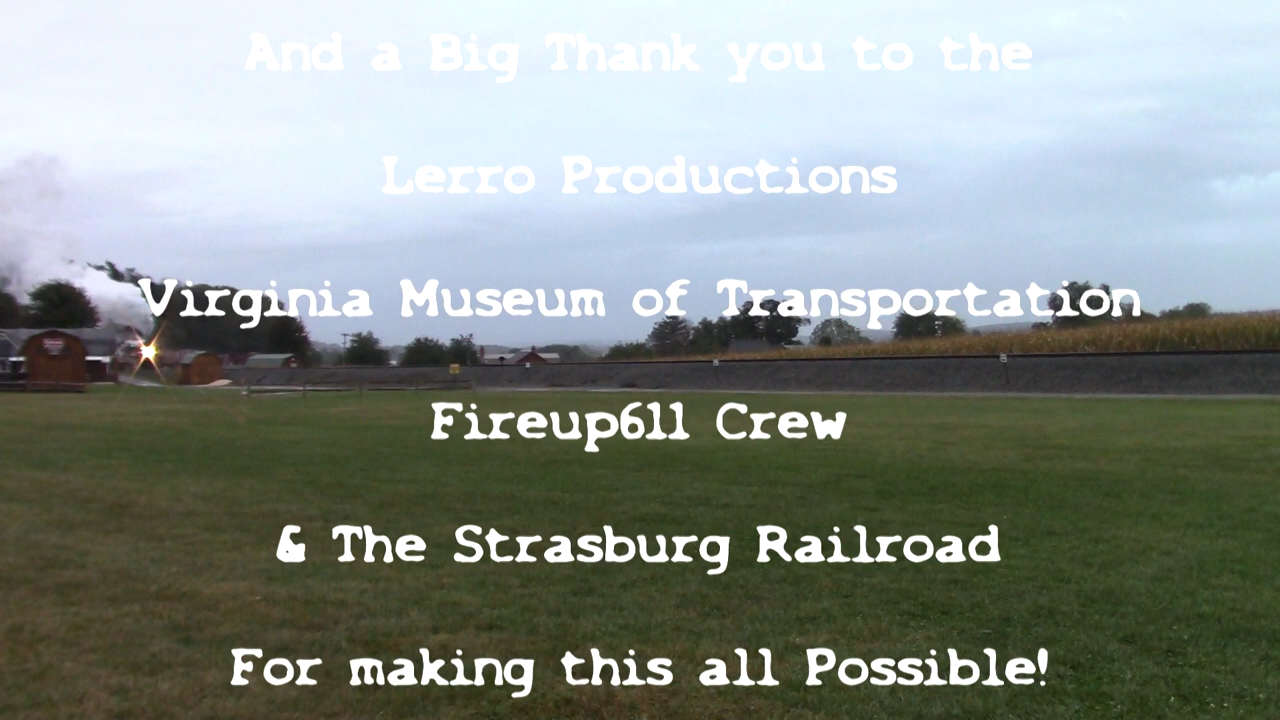 And a Big Thank you to the
Lerro Productions
Virginia Museum of Transportation
Fireup611 Crew
& The Strasburg Railroad
For making this all Possible!